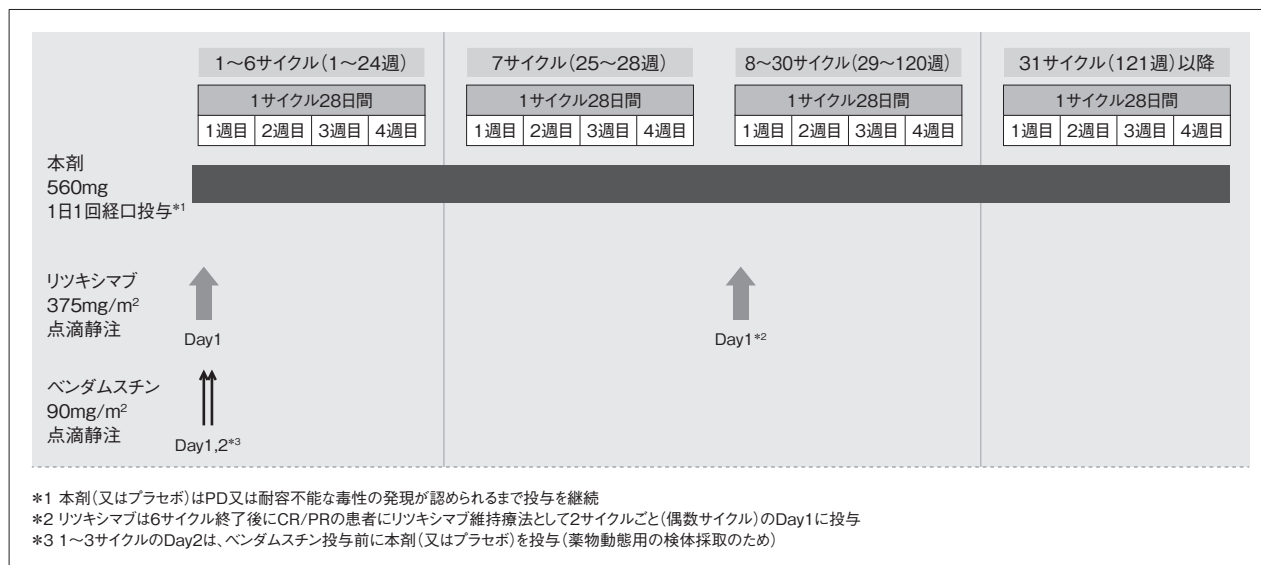 1～6サイクル（1～24週） 7サイクル（25～28週） 8～30サイクル（29～120週） 31サイクル（121週）以降
1サイクル28日間 1サイクル28日間 1サイクル28日間 1サイクル28日間
1週目 2週目 3週目 4週目 1週目 2週目 3週目 4週目 1週目 2週目 3週目 4週目 1週目 2週目 3週目 4週目
本剤
560mg
1日1回経口投与*1
リツキシマブ
375mg/m2
点滴静注
Day1 Day1*2
ベンダムスチン
90mg/m2
点滴静注
Day1,2*3
*1 本剤（又はプラセボ）はPD又は耐容不能な毒性の発現が認められるまで投与を継続
*2 リツキシマブは6サイクル終了後にCR/PRの患者にリツキシマブ維持療法として2サイクルごと（偶数サイクル）のDay1に投与
*3 1～3サイクルのDay2は、ベンダムスチン投与前に本剤（又はプラセボ）を投与（薬物動態用の検体採取のため）